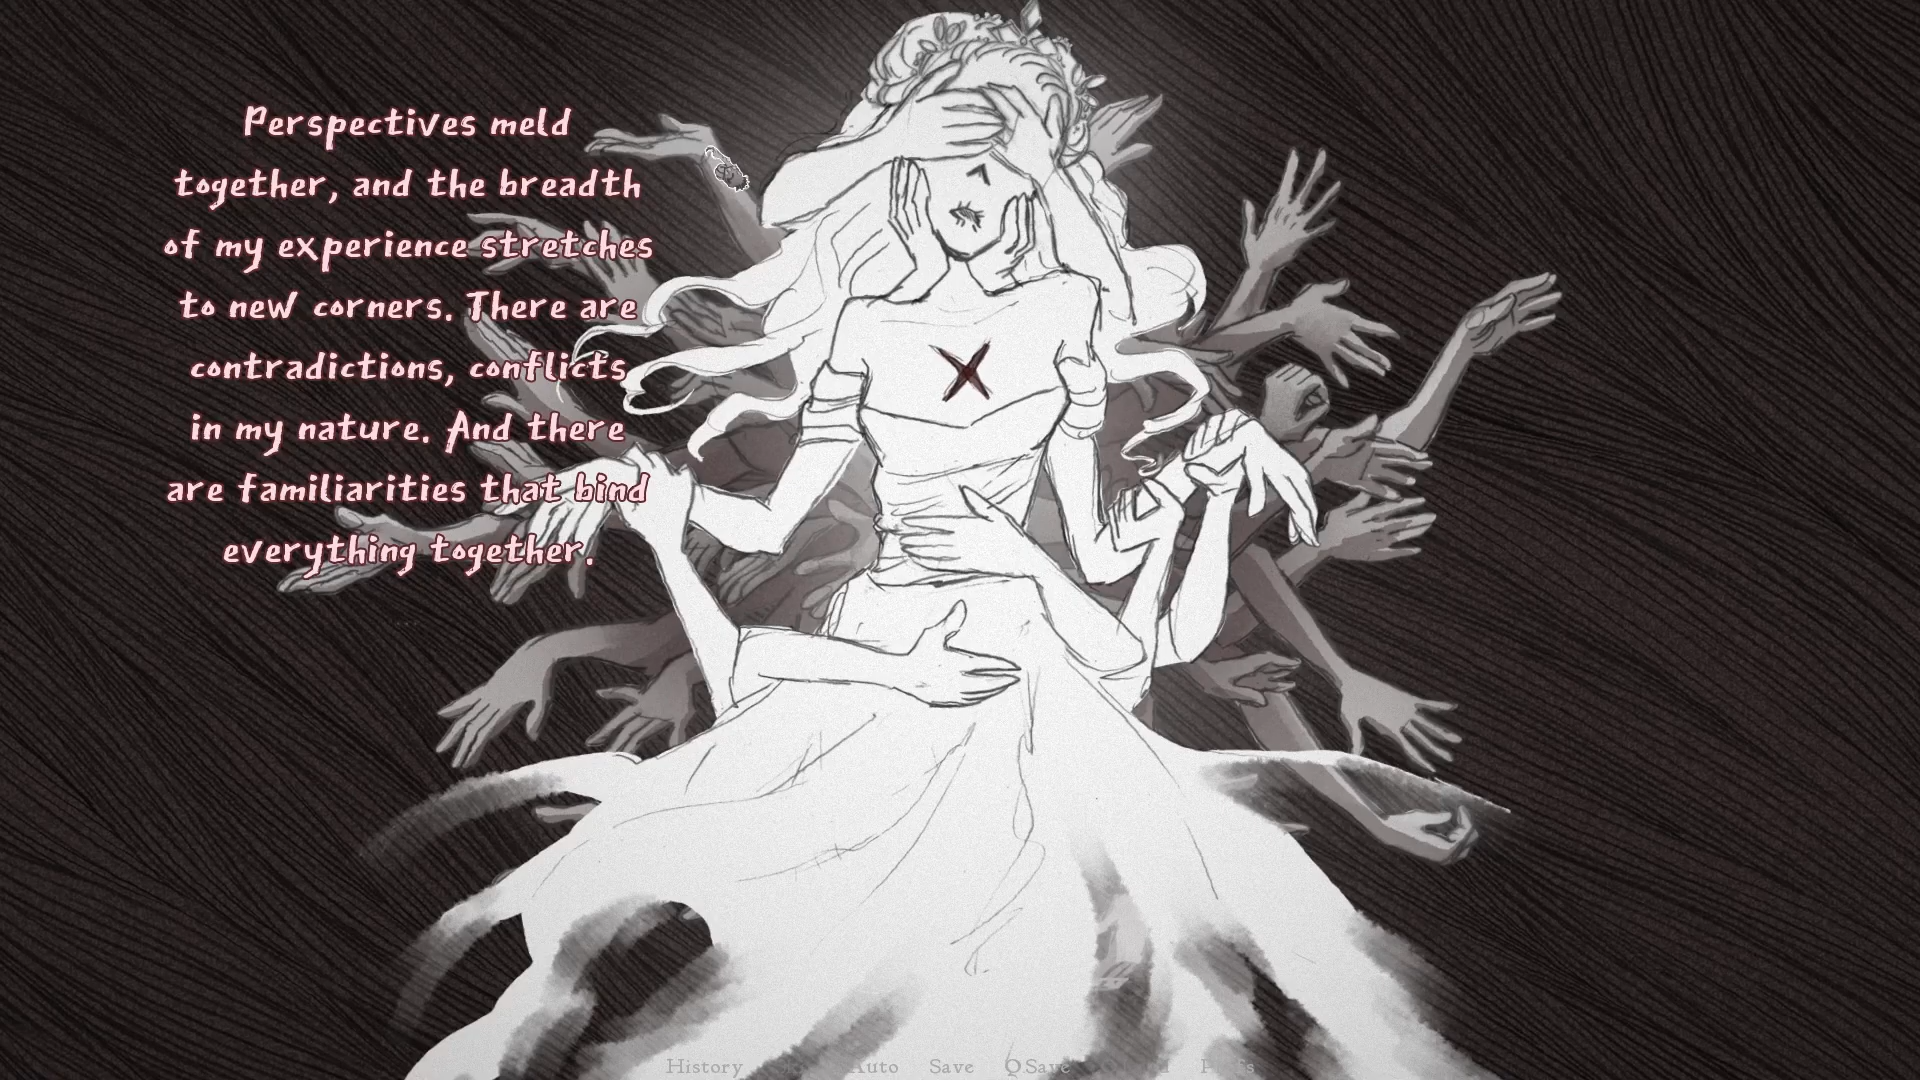 Perspectives meld
together, and the breadth
of my experience stretches
to new corners. There are
contradictions, conflicts
in my nature. And there
are familiarities that bind
everything together.
History Auto Save Q.Save